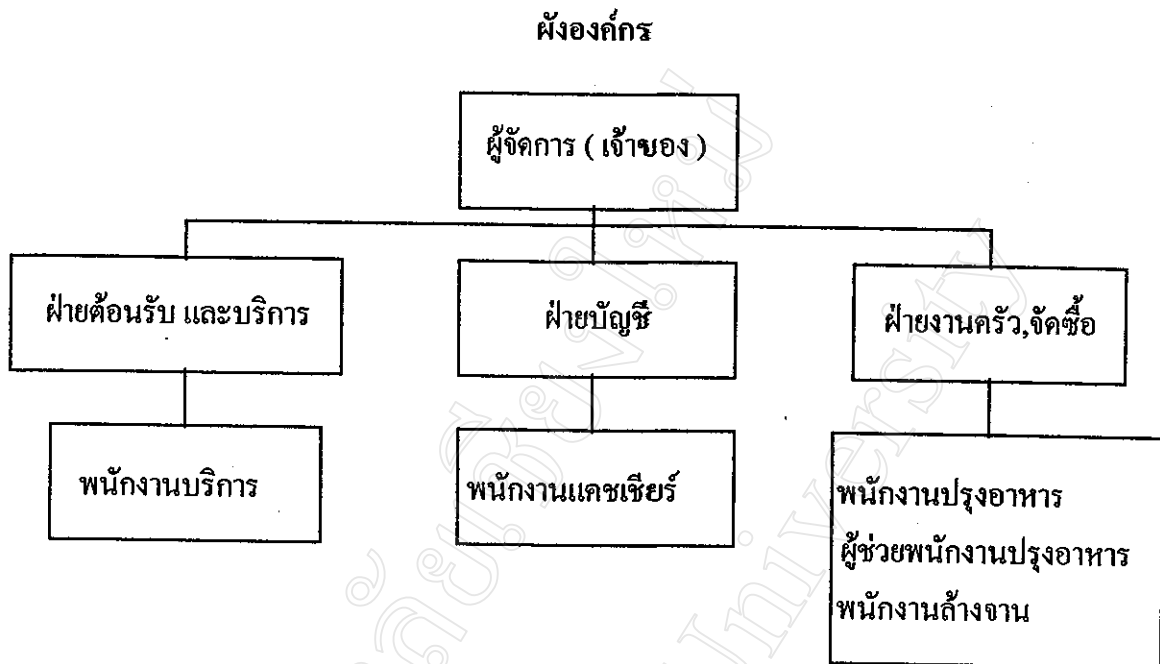 ผังองค์กร
ผู้จัดการ ( เจ้าของ )
ฝ่ายต้อนรับ และบริการ
ฝ่ายบัญชี
ฝ่ายงานครัว,จัดซื้อ
พนักงานบริการ
พนักงานแคชเชียร์
พนักงานปรุงอาหาร
ผู้ช่วยพนักงานปรุงอาหาร
พนักงานล้างจาน
University